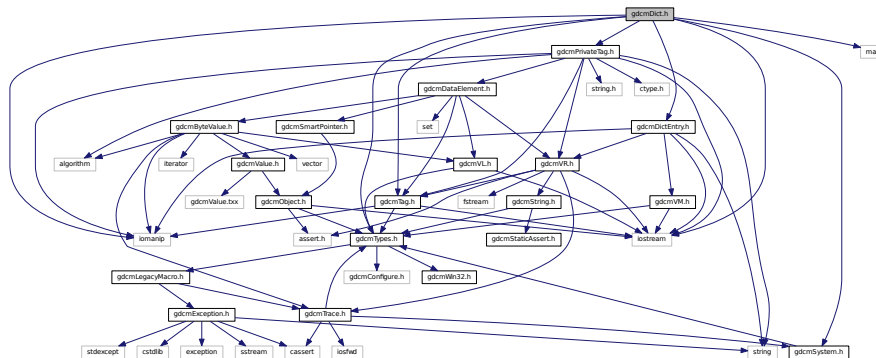 gdcmDict.h
gdcmPrivateTag.h
gdcmDataElement.h
string.h
ctype.h
gdcmByteValue.h
gdcmSmartPointer.h
set
gdcmDictEntry.h
algorithm
iterator
gdcmValue.h
vector
gdcmVL.h
gdcmVR.h
gdcmValue.txx
gdcmObject.h
gdcmTag.h
fstream
gdcmString.h
gdcmVM.h
iomanip
assert.h
gdcmTypes.h
gdcmStaticAssert.h
iostream
gdcmLegacyMacro.h
gdcmConfigure.h
gdcmWin32.h
gdcmException.h
gdcmTrace.h
stdexcept
cstdlib
exception
sstream
cassert
iosfwd
string
gdcmSystem.h